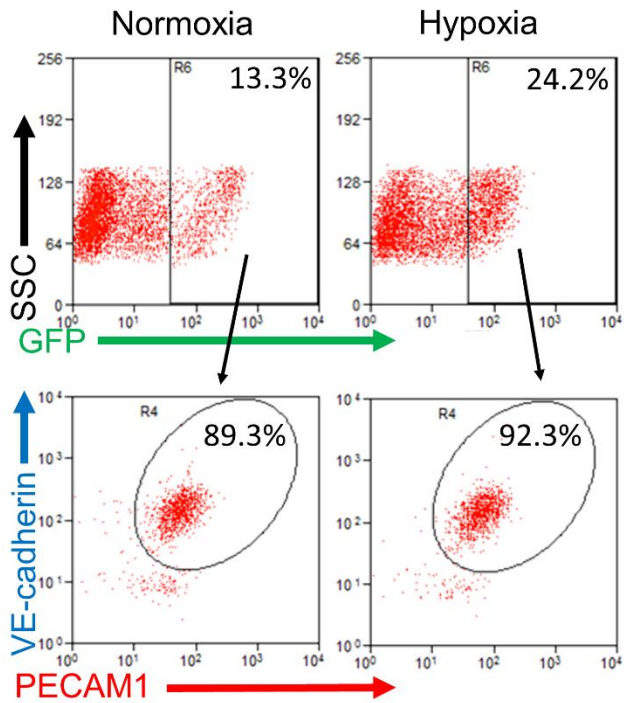 Normoxia Hypoxia
256 R6 13.3% 256 R6 24.2%
192 192
128 128
64 64
0 0
10⁰ 10¹ 10² 10³ 10⁴ 10⁰ 10¹ 10² 10³ 10⁴
SSC
GFP
10⁴ R4 89.3% 10⁴ R4 92.3%
10³ 10³
10² 10²
10¹ 10¹
10⁰ 10⁰
10⁰ 10¹ 10² 10³ 10⁴ 10⁰ 10¹ 10² 10³ 10⁴
VE-cadherin
PECAM1